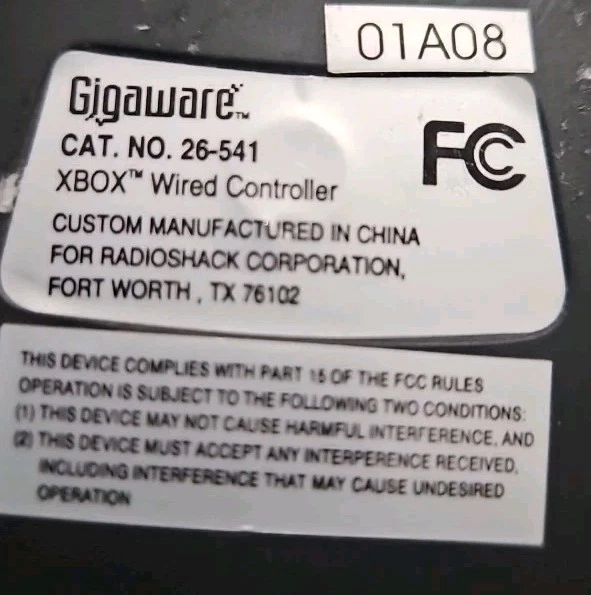 01A08
Gigaware™
FC
CAT. NO. 26-541
XBOX™ Wired Controller
CUSTOM MANUFACTURED IN CHINA
FOR RADIOSHACK CORPORATION,
FORT WORTH , TX 76102
THIS DEVICE COMPLIES WITH PART 15 OF THE FCC RULES
OPERATION IS SUBJECT TO THE FOLLOWING TWO CONDITIONS:
(1) THIS DEVICE MAY NOT CAUSE HARMFUL INTERFERENCE, AND
(2) THIS DEVICE MUST ACCEPT ANY INTERPERENCE RECEIVED,
INCLUDING INTERFERENCE THAT MAY CAUSE UNDESIRED
OPERATION